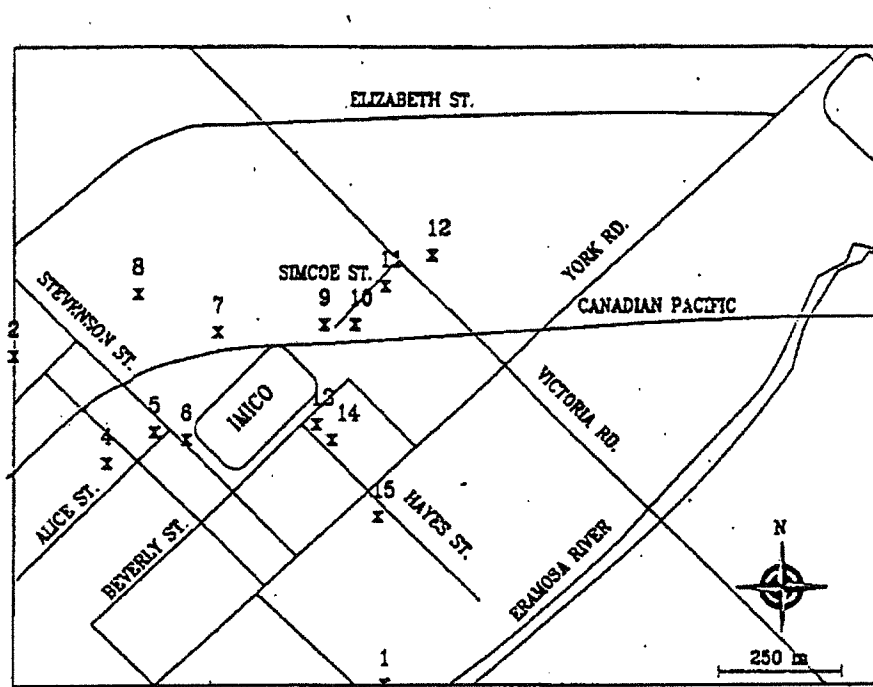 ELIZABETH ST.
YORK RD.
12
SIMCOE ST.
11
8
CANADIAN PACIFIC
STEVENSON ST.
7
9
10
2
VICTORIA RD.
IMICO
5
6
13
14
4
ALICE ST.
BEVERLY ST.
15
HAYES ST.
ERAMOSA RIVER
N
250 m
1